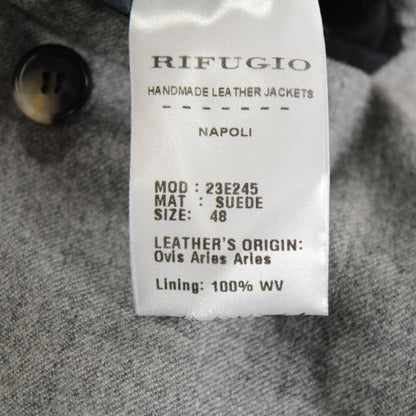 RIFUGIO
HANDMADE LEATHER JACKETS
NAPOLI
MOD : 23E245
MAT : SUEDE
SIZE: 48
LEATHER'S ORIGIN:
Ovis Aries Aries
Lining: 100% WV